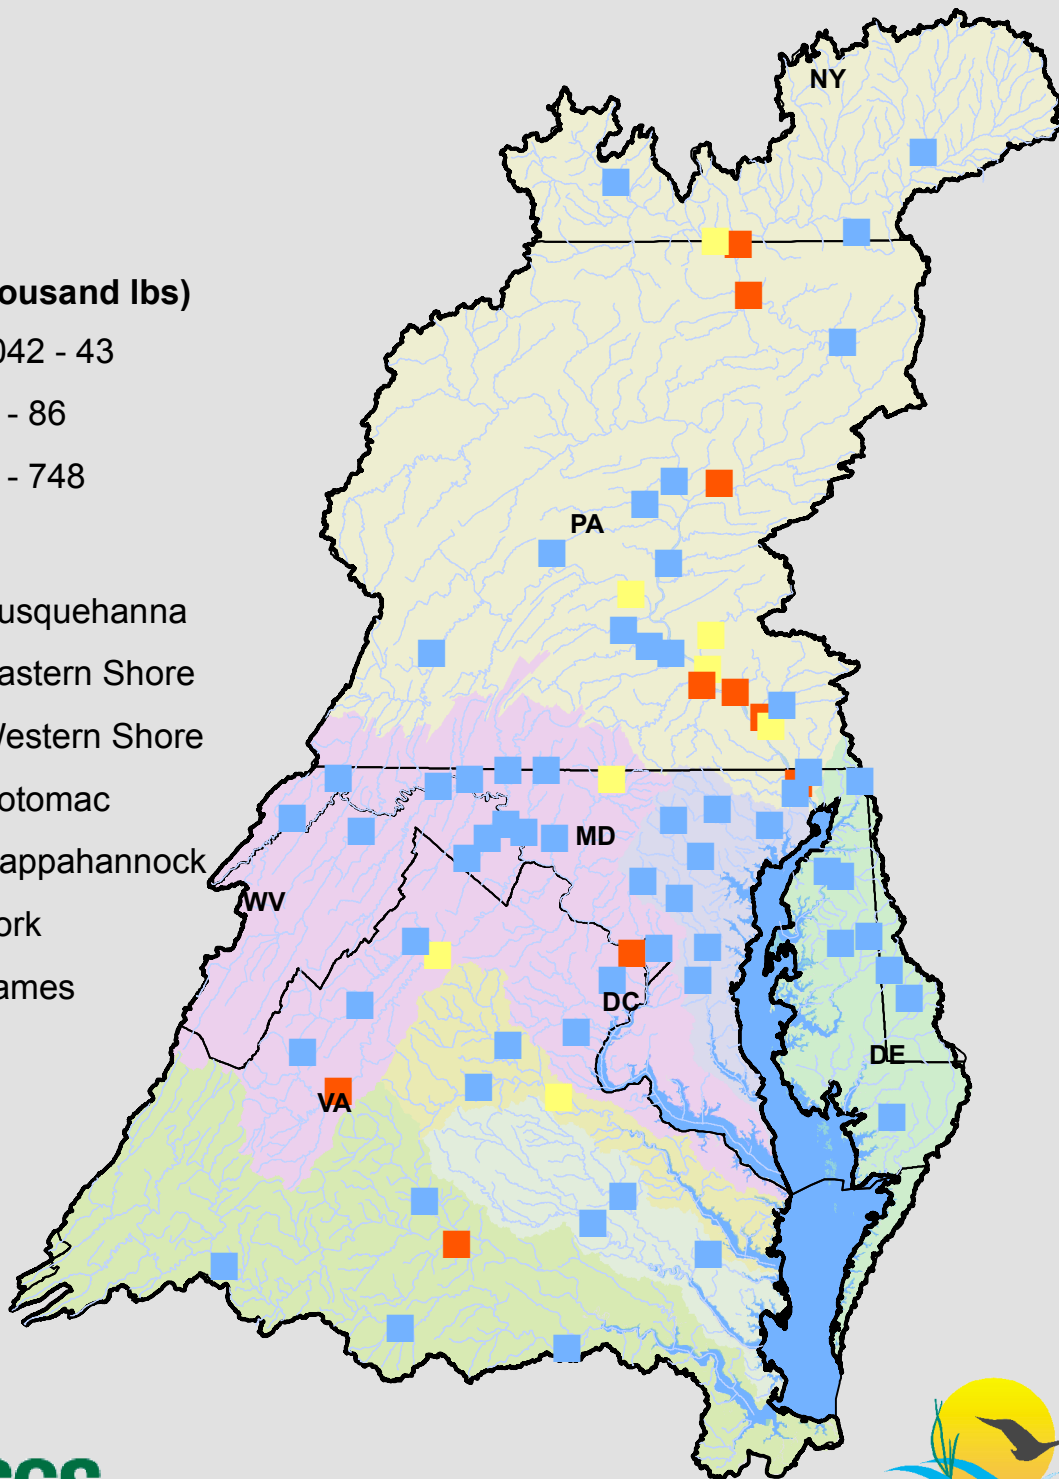 NY
ousand lbs)
042 - 43
- 86
- 748
PA
usquehanna
astern Shore
Western Shore
otomac
appahannock
ork
ames
MD
WV
DC
DE
VA